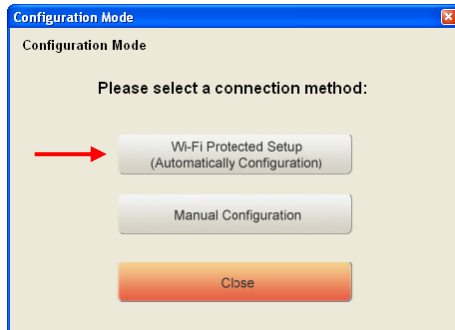 Configuration Mode
Configuration Mode
Please select a connection method:
Wi-Fi Protected Setup
(Automatically Configuration)
Manual Configuration
Close